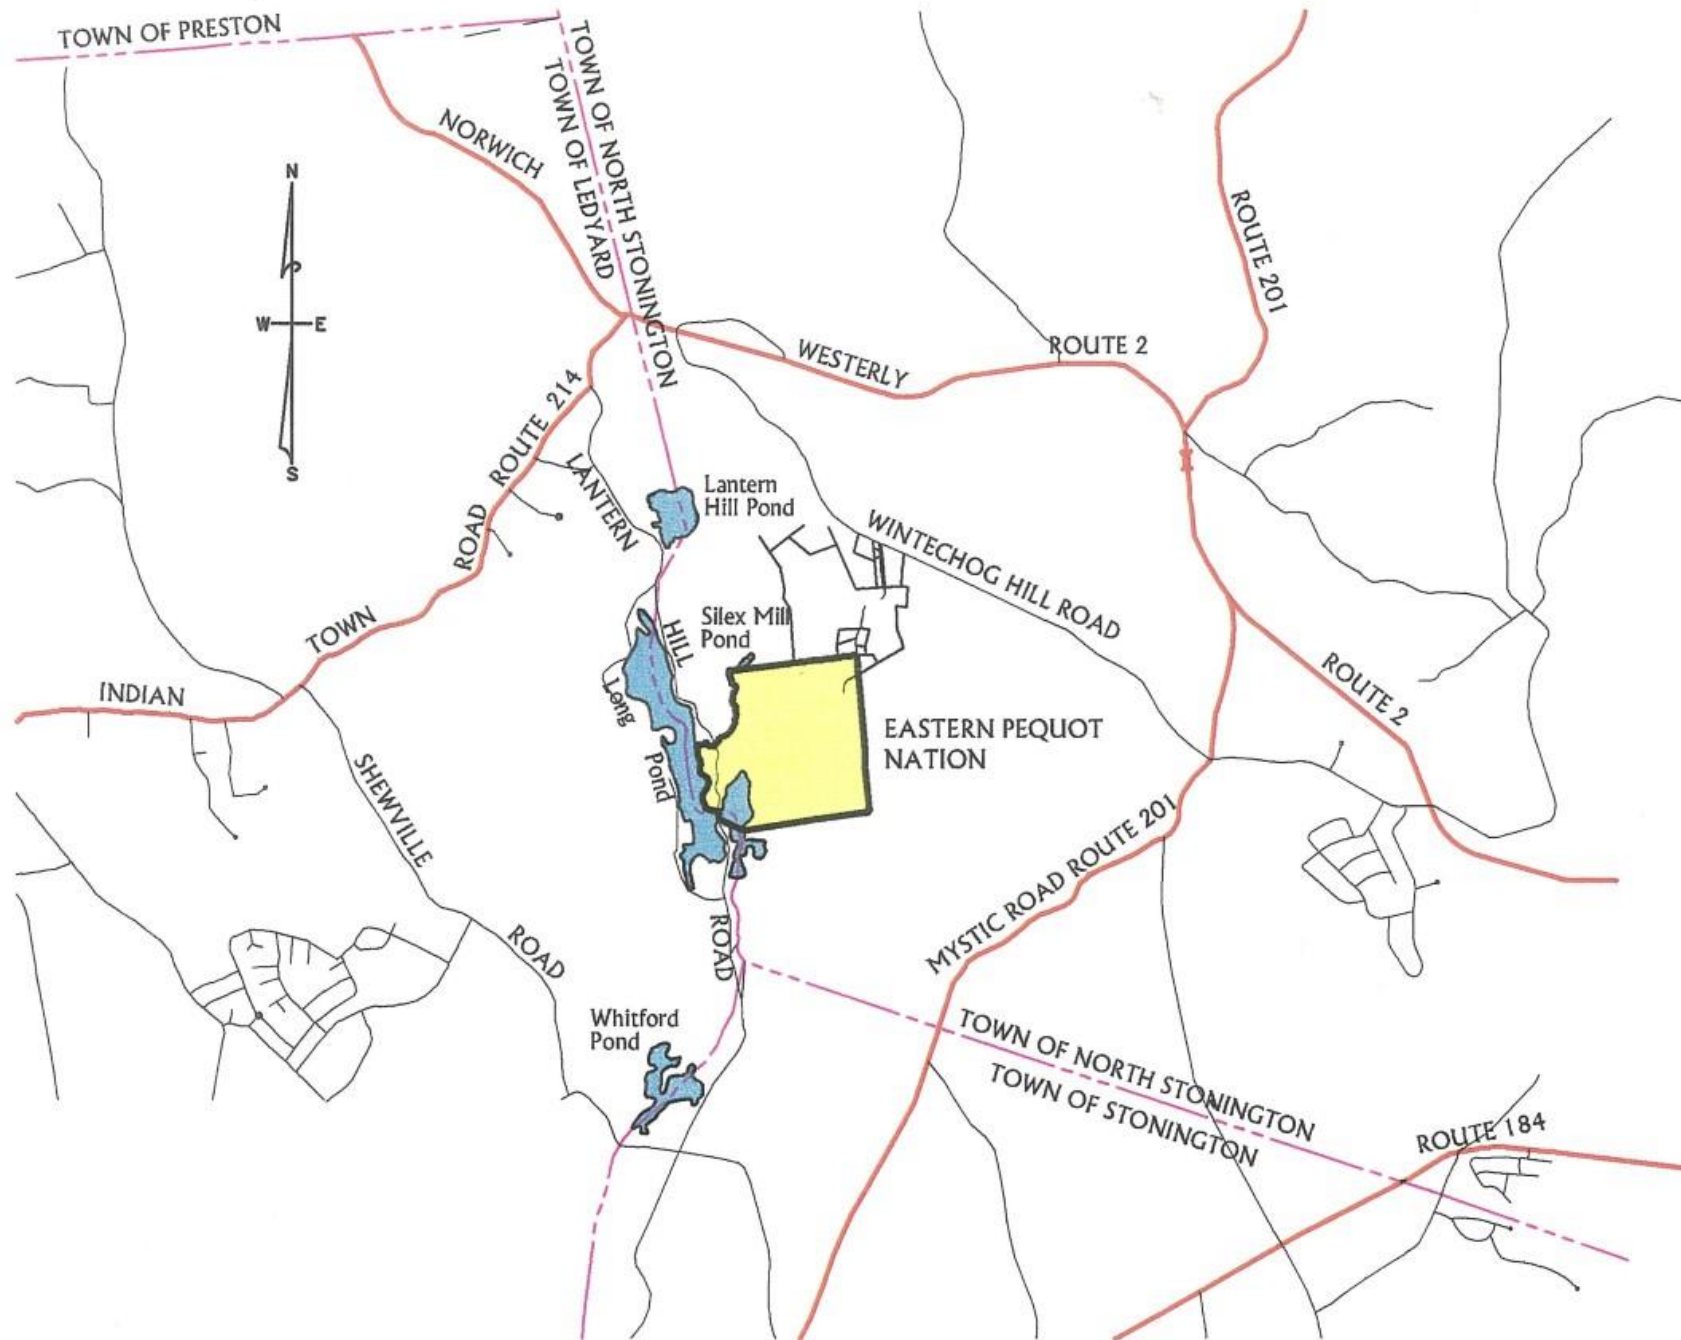 TOWN OF PRESTON
TOWN OF NORTH STONINGTON
TOWN OF LEDYARD
NORWICH
N
W E
S
ROUTE 201
WESTERLY
ROUTE 2
ROUTE 214
ROAD
TOWN
INDIAN
LANTERN
HILL
ROAD
Lantern
Hill Pond
WINTECHOG HILL ROAD
Silex Mill
Pond
Long
Pond
EASTERN PEQUOT
NATION
ROUTE 2
SHEWVILLE
ROAD
MYSTIC ROAD ROUTE 201
Whitford
Pond
TOWN OF NORTH STONINGTON
TOWN OF STONINGTON
ROUTE 184